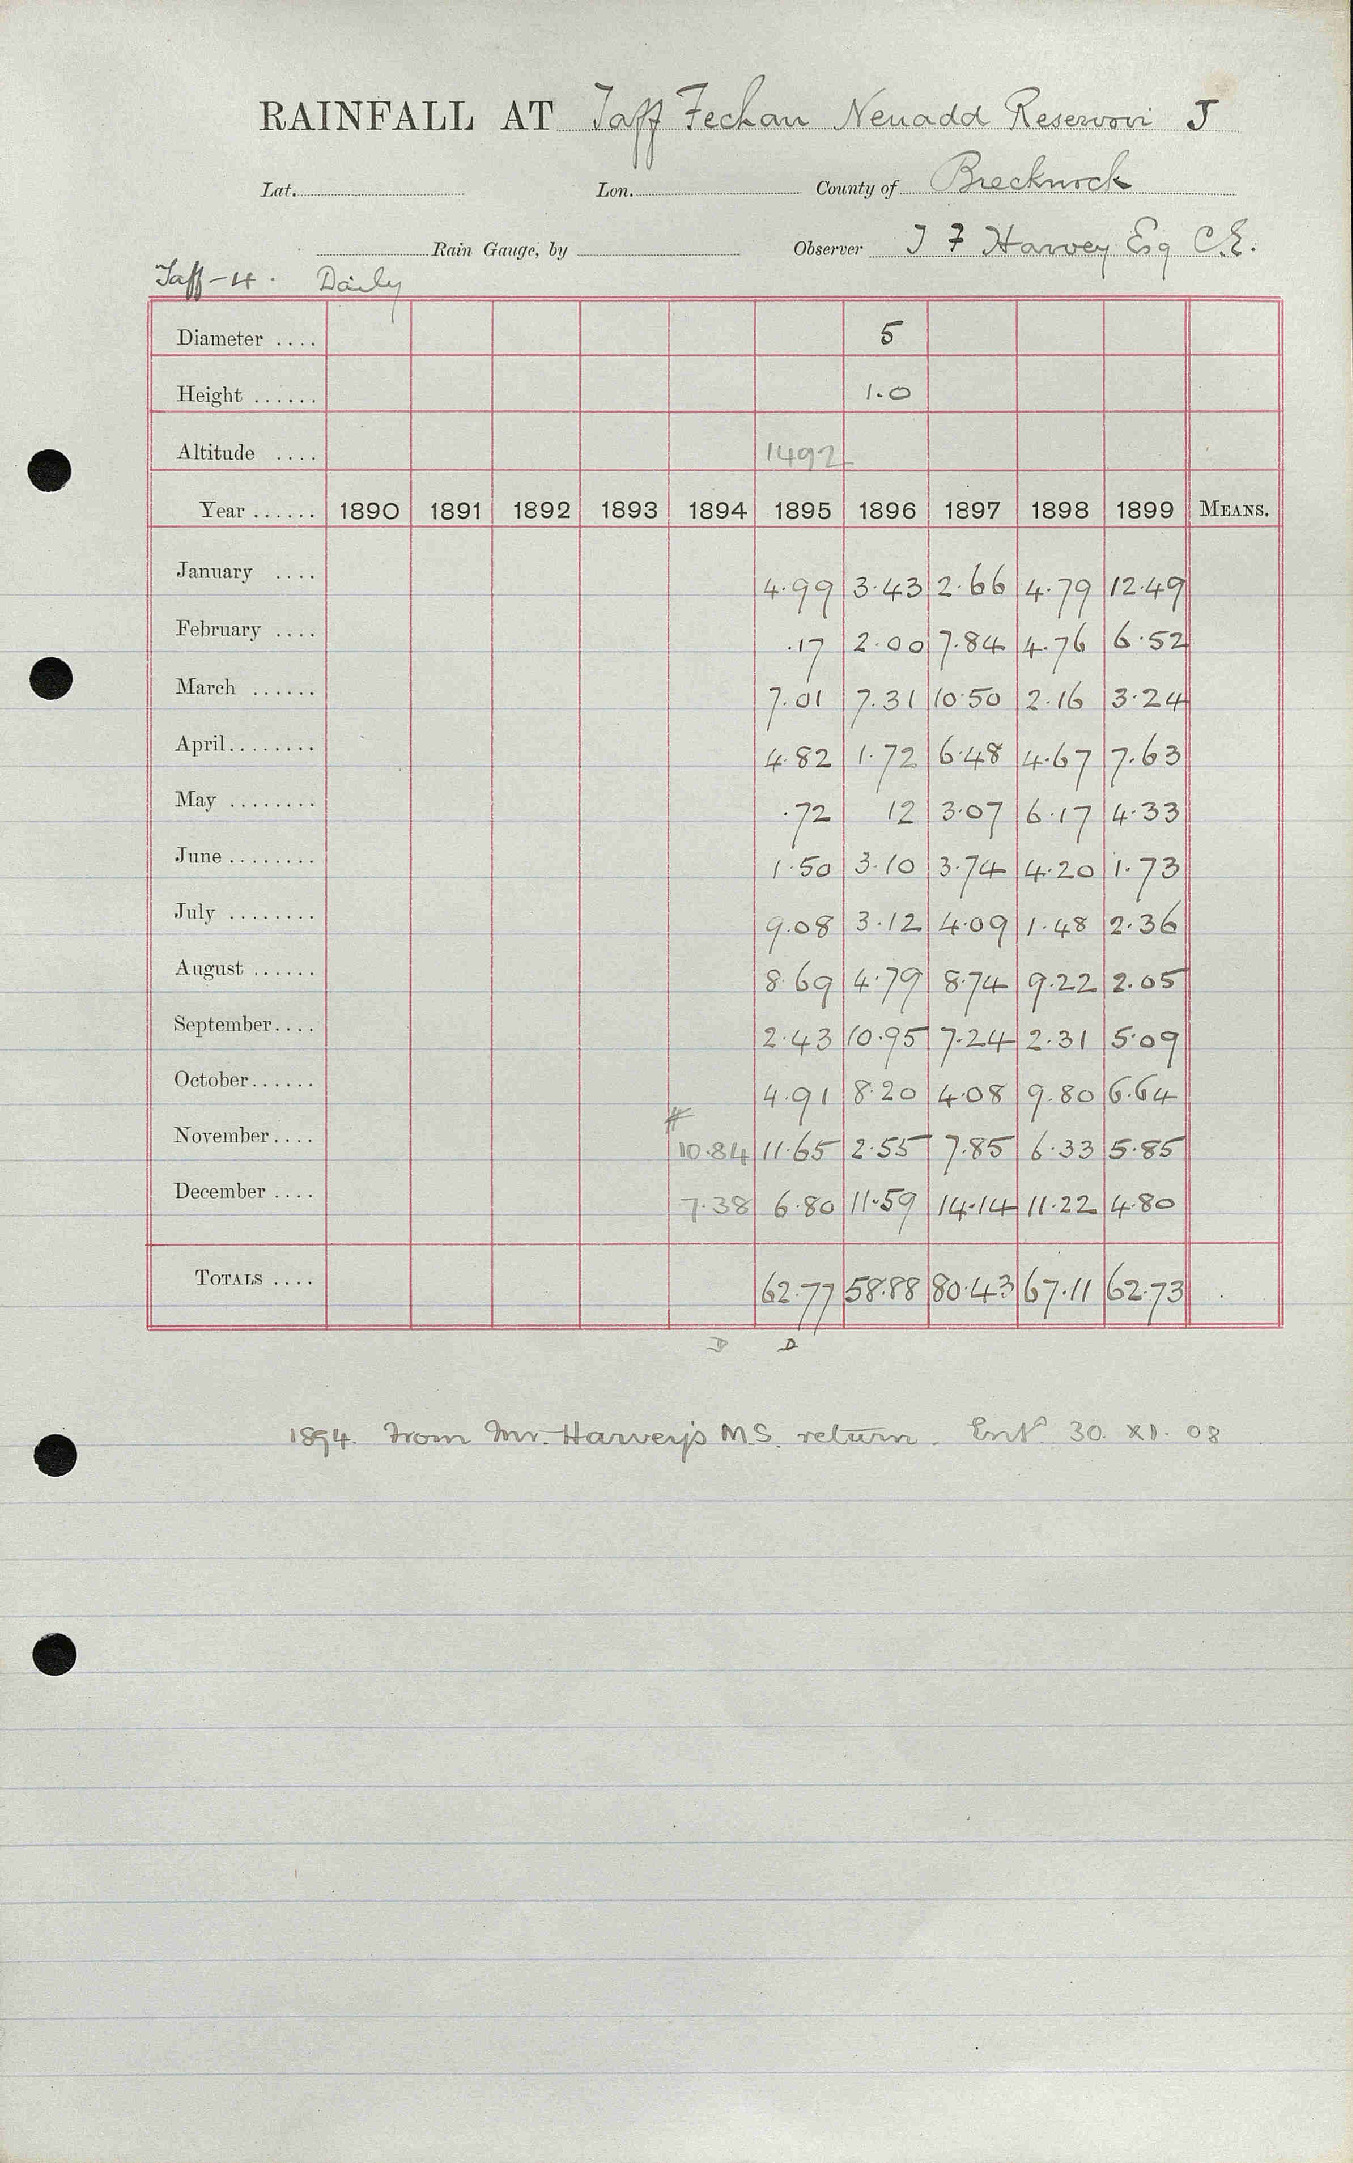 RAINFALL AT Taff Fechan Neuadd Reservoir J
Lat. Lon. County of Brecknock
Rain Gauge, by Observer J F Harvey Esq C.E.
Taff-H. Daily
Diameter .... 5
Height ...... 1.0
Altitude .... 1492
Year ...... 1890 1891 1892 1893 1894 1895 1896 1897 1898 1899 MEANS.
January .... 4.99 3.43 2.66 4.79 12.49
February .... .17 2.00 7.84 4.76 6.52
March ...... 7.01 7.31 10.50 2.16 3.24
April........ 4.82 1.72 6.48 4.67 7.63
May ........ .72 12 3.07 6.17 4.33
June ........ 1.50 3.10 3.74 4.20 1.73
July ........ 9.08 3.12 4.09 1.48 2.36
August ...... 8.69 4.79 8.74 9.22 2.05
September.... 2.43 10.95 7.24 2.31 5.09
October...... 4.91 8.20 4.08 9.80 6.64
#
November.... 10.84 11.65 2.55 7.85 6.33 5.85
December .... 7.38 6.80 11.59 14.14 11.22 4.80
TOTALS .... 62.77 58.88 80.43 67.11 62.73
D D
1894. From Mr. Harvey's M.S. return. Entd 30. XI. 08